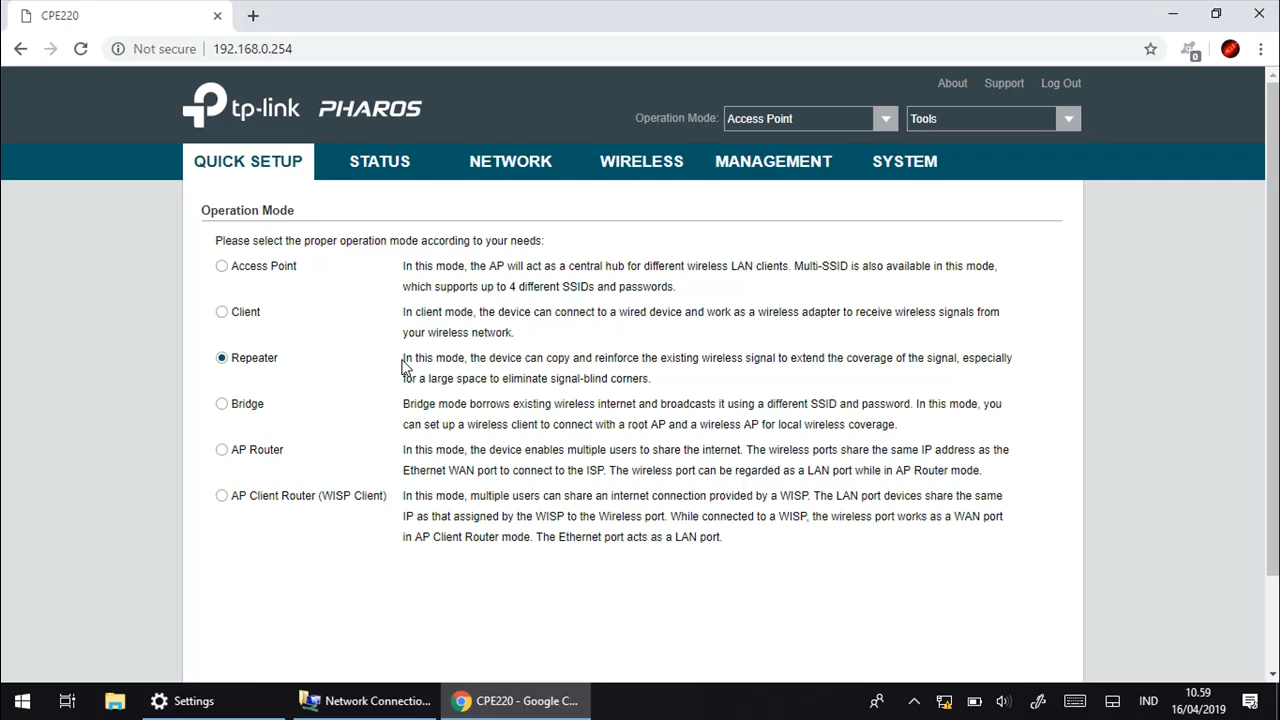 CPE220
Not secure 192.168.0.254
0
About Support Log Out
tp-link PHAROS
Operation Mode: Access Point Tools
QUICK SETUP STATUS NETWORK WIRELESS MANAGEMENT SYSTEM
Operation Mode
Please select the proper operation mode according to your needs:
Access Point In this mode, the AP will act as a central hub for different wireless LAN clients. Multi-SSID is also available in this mode,
which supports up to 4 different SSIDs and passwords.
Client In client mode, the device can connect to a wired device and work as a wireless adapter to receive wireless signals from
your wireless network.
Repeater In this mode, the device can copy and reinforce the existing wireless signal to extend the coverage of the signal, especially
for a large space to eliminate signal-blind corners.
Bridge Bridge mode borrows existing wireless internet and broadcasts it using a different SSID and password. In this mode, you
can set up a wireless client to connect with a root AP and a wireless AP for local wireless coverage.
AP Router In this mode, the device enables multiple users to share the internet. The wireless ports share the same IP address as the
Ethernet WAN port to connect to the ISP. The wireless port can be regarded as a LAN port while in AP Router mode.
AP Client Router (WISP Client) In this mode, multiple users can share an internet connection provided by a WISP. The LAN port devices share the same
IP as that assigned by the WISP to the Wireless port. While connected to a WISP, the wireless port works as a WAN port
in AP Client Router mode. The Ethernet port acts as a LAN port.
Settings Network Connectio... CPE220 - Google C... IND 10.59
16/04/2019